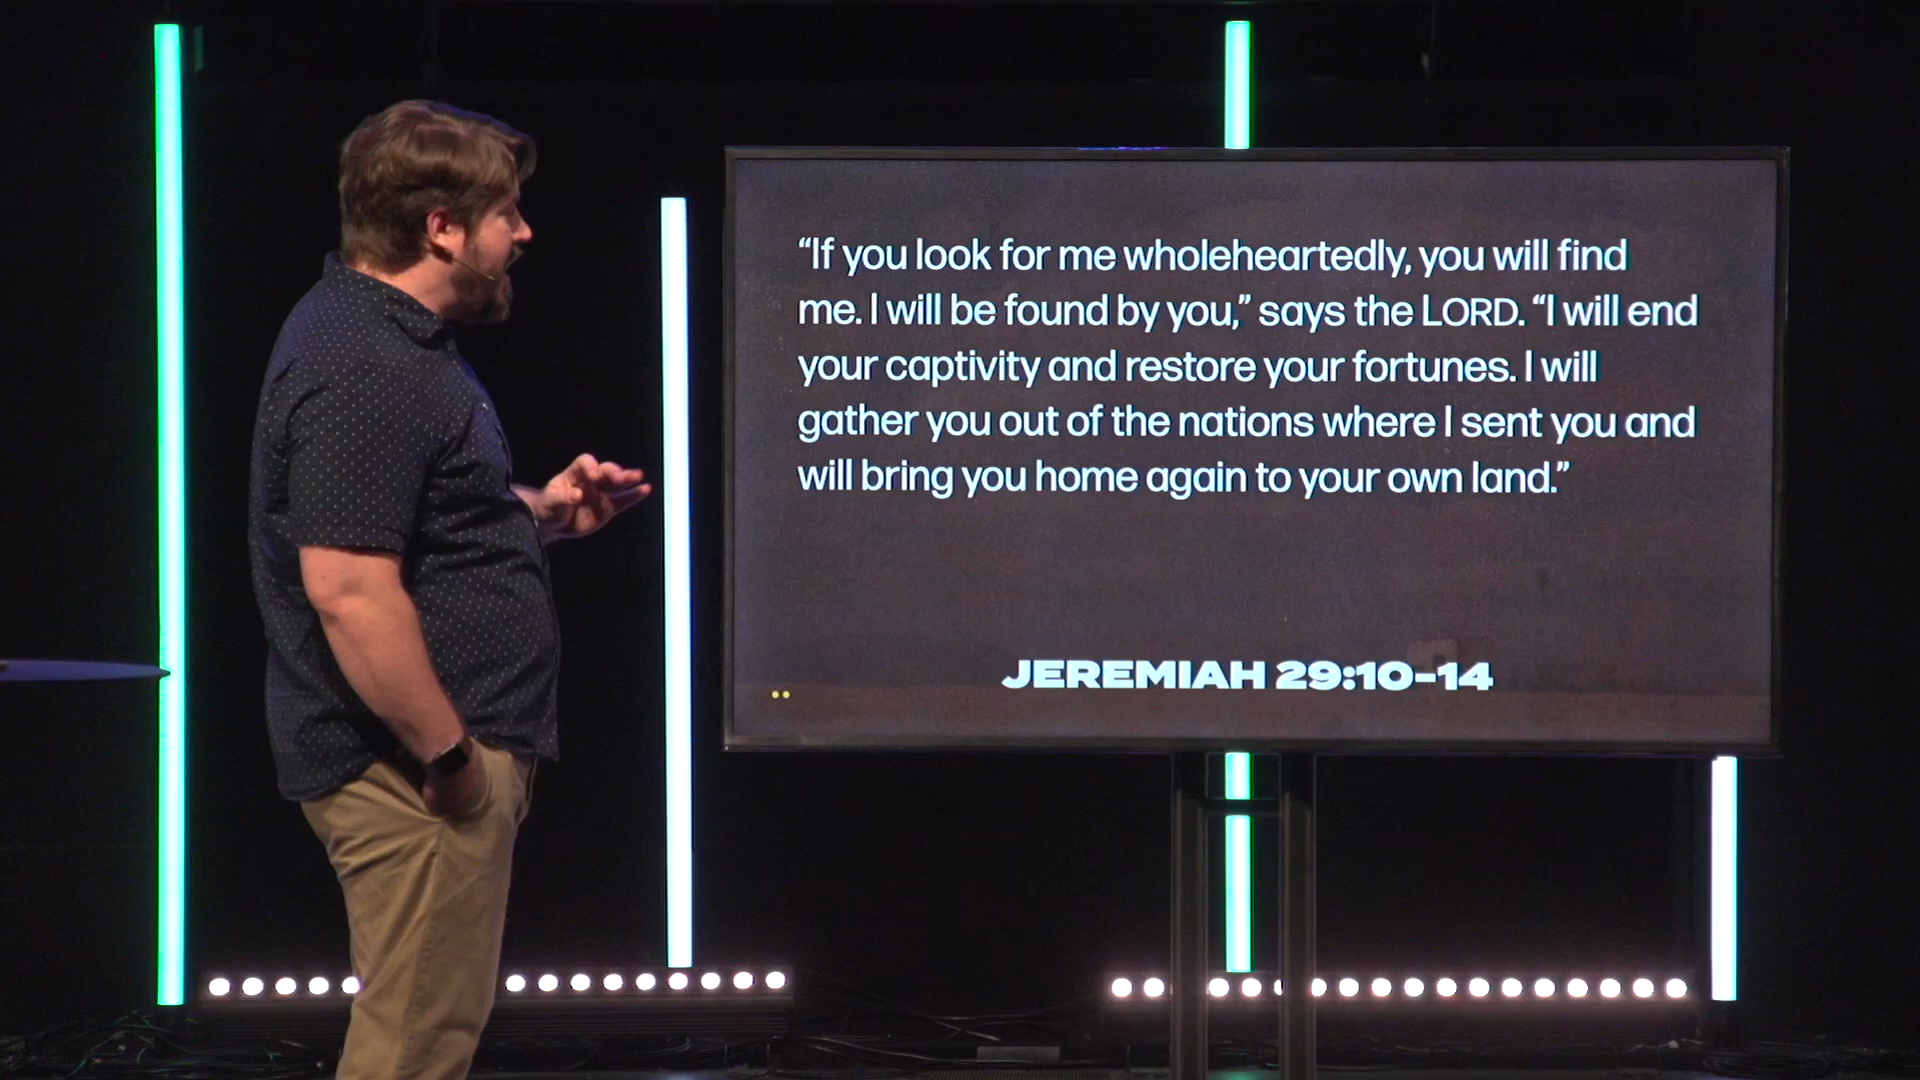 “If you look for me wholeheartedly, you will find
me. I will be found by you,” says the LORD. “I will end
your captivity and restore your fortunes. I will
gather you out of the nations where I sent you and
will bring you home again to your own land.”
JEREMIAH 29:10–14